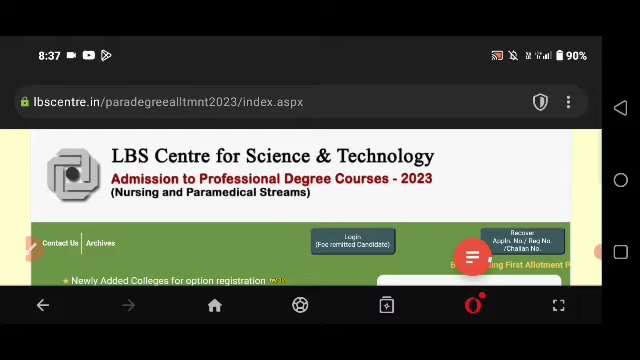 8:37
90%
lbscentre.in/paradegreealltmnt2023/index.aspx
LBS Centre for Science & Technology
Admission to Professional Degree Courses - 2023
(Nursing and Paramedical Streams)
Contact Us Archives
Login
(Fee remitted Candidate)
Recover
Appln. No./ Reg No.
/Challan No.
First Allotment P
Newly Added Colleges for option registration